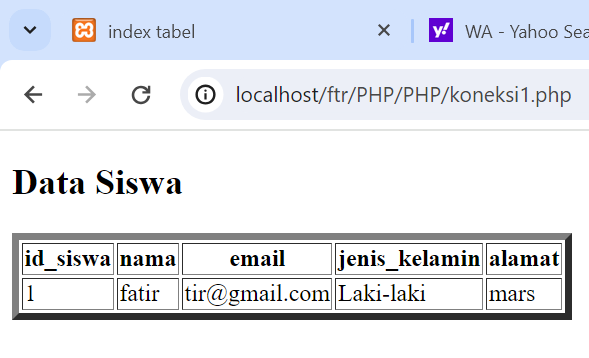 index tabel
WA - Yahoo Sea
localhost/ftr/PHP/PHP/koneksi1.php
Data Siswa
id_siswa nama email jenis_kelamin alamat
1 fatir tir@gmail.com Laki-laki mars